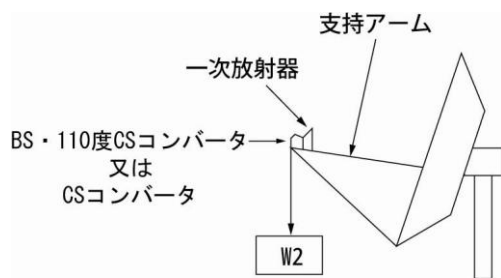 支持アーム
一次放射器
BS・110度CSコンバータ
又は
CSコンバータ
W2